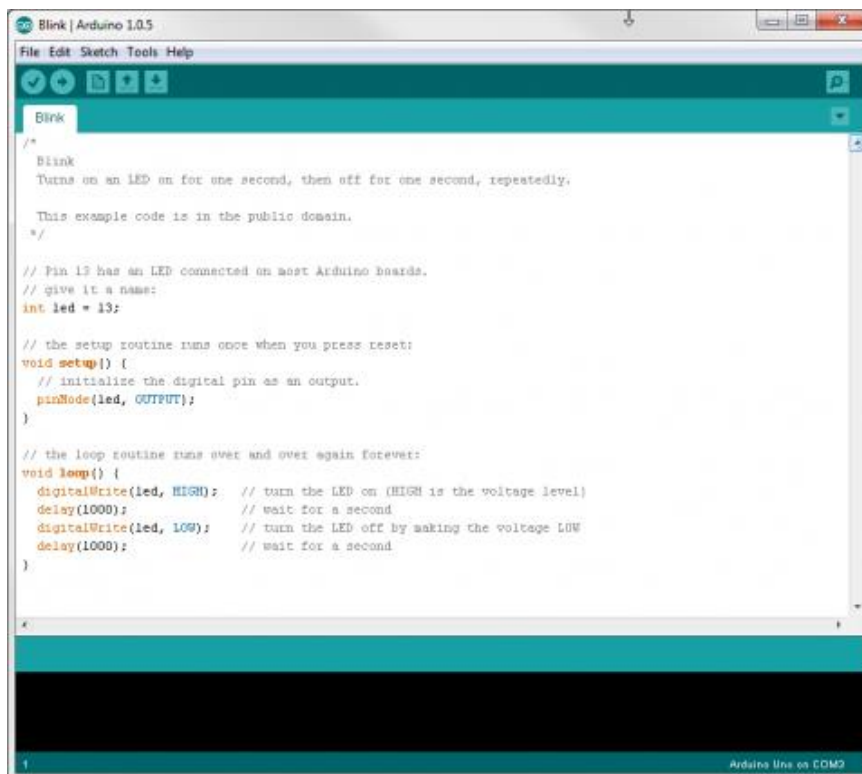 Blink | Arduino 1.0.5
File Edit Sketch Tools Help
Blink
/*
  Blink
  Turns on an LED on for one second, then off for one second, repeatedly.

  This example code is in the public domain.
 */

// Pin 13 has an LED connected on most Arduino boards.
// give it a name:
int led = 13;

// the setup routine runs once when you press reset:
void setup() {
  // initialize the digital pin as an output.
  pinMode(led, OUTPUT);
}

// the loop routine runs over and over again forever:
void loop() {
  digitalWrite(led, HIGH);   // turn the LED on (HIGH is the voltage level)
  delay(1000);               // wait for a second
  digitalWrite(led, LOW);    // turn the LED off by making the voltage LOW
  delay(1000);               // wait for a second
}
1
Arduino Uno on COM3